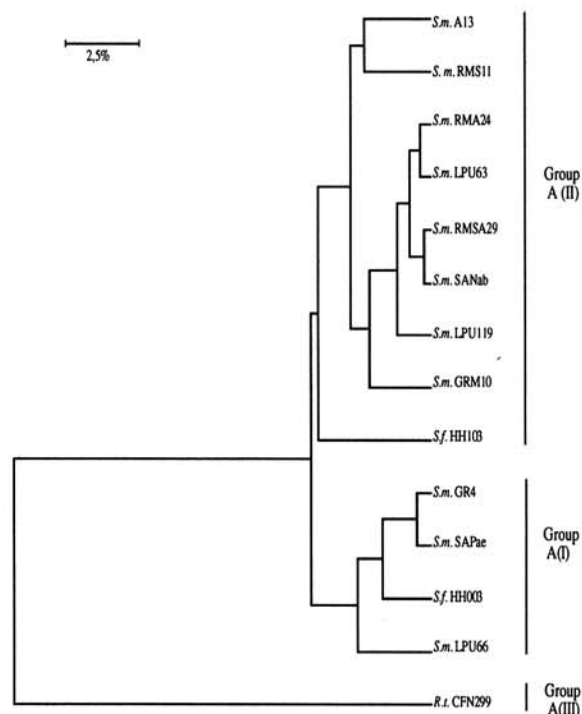 2,5%
S.m. A13
S. m. RMS11
S.m. RMA24
S.m. LPU63
Group
A (II)
S.m. RMSA29
S.m. SANab
S.m. LPU119
S.m. GRM10
S.f. HH103
S.m. GR4
S.m. SAPae
Group
A(I)
S.f. HH003
S.m. LPU66
R.t. CFN299
Group
A(III)